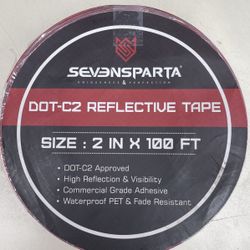 SEVENSPARTA®
DOT-C2 REFLECTIVE TAPE
SIZE : 2 IN X 100 FT
• DOT-C2 Approved
• High Reflection & Visibility
• Commercial Grade Adhesive
• Waterproof PET & Fade Resistant